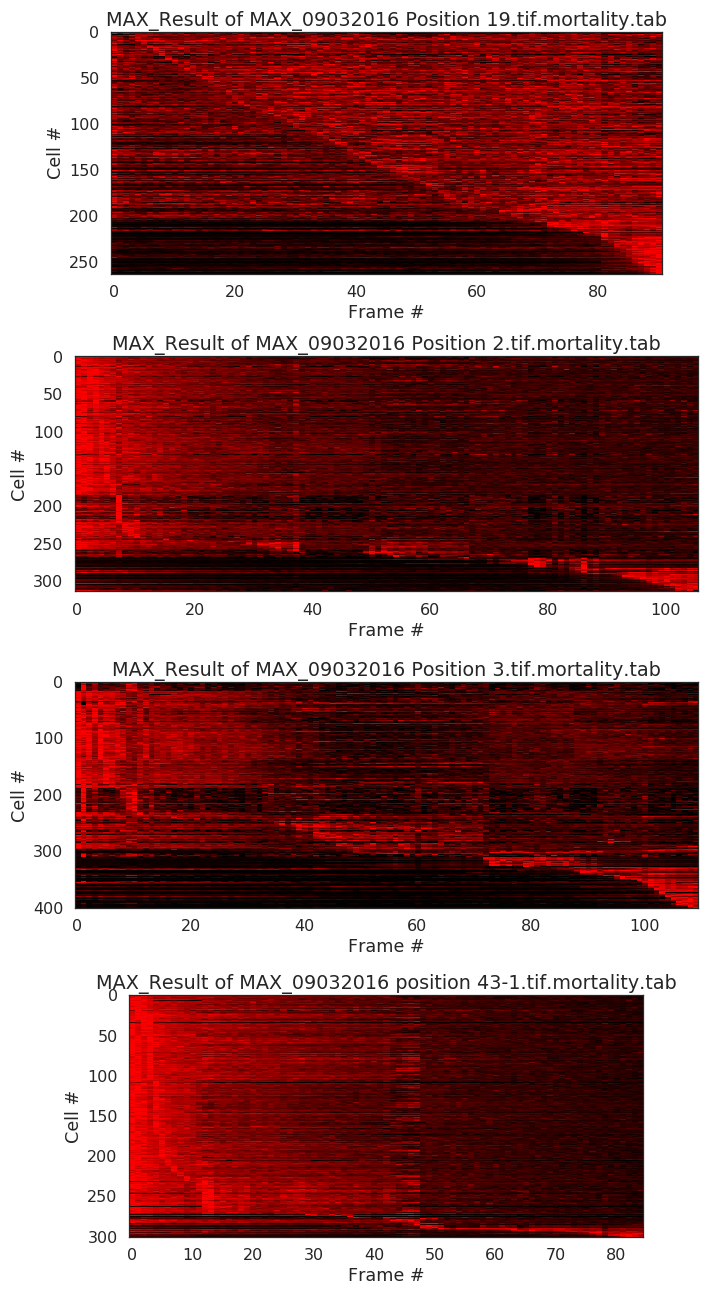 MAX_Result of MAX_09032016 Position 19.tif.mortality.tab
0
50
100
150
200
250
Cell #
0 20 40 60 80
Frame #
MAX_Result of MAX_09032016 Position 2.tif.mortality.tab
0
50
100
150
200
250
300
Cell #
0 20 40 60 80 100
Frame #
MAX_Result of MAX_09032016 Position 3.tif.mortality.tab
0
100
200
300
400
Cell #
0 20 40 60 80 100
Frame #
MAX_Result of MAX_09032016 position 43-1.tif.mortality.tab
0
50
100
150
200
250
300
Cell #
0 10 20 30 40 50 60 70 80
Frame #